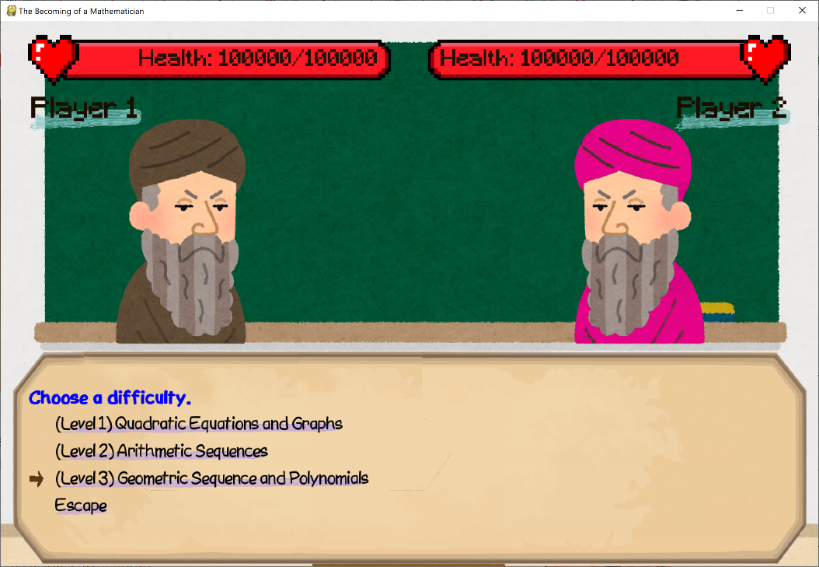 The Becoming of a Mathematician
Health: 100000/100000
Health: 100000/100000
Player 1
Player 2
Choose a difficulty.
(Level 1) Quadratic Equations and Graphs
(Level 2) Arithmetic Sequences
(Level 3) Geometric Sequence and Polynomials
Escape